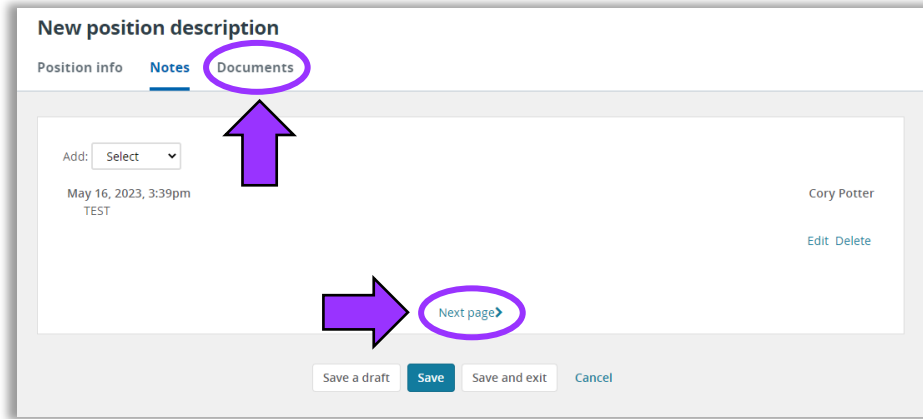 New position description
Position info Notes Documents
Add: Select
May 16, 2023, 3:39pm Cory Potter
TEST
Edit Delete
Next page
Save a draft Save Save and exit Cancel